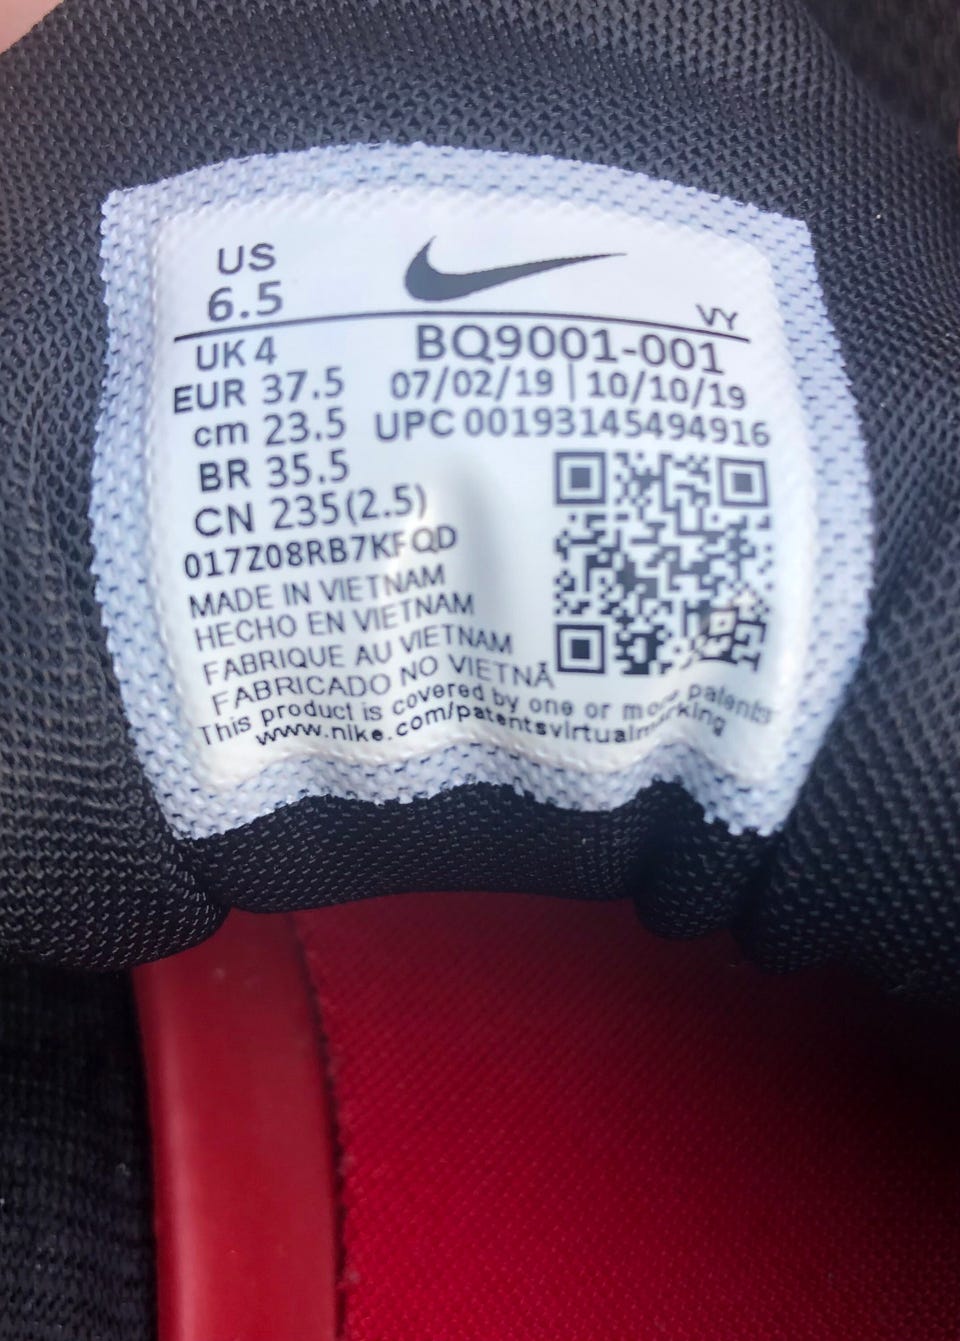 US
6.5
VY
UK 4
BQ9001-001
EUR 37.5
07/02/19 | 10/10/19
cm 23.5
UPC 00193145494916
BR 35.5
CN 235(2.5)
017Z08RB7KFQD
MADE IN VIETNAM
HECHO EN VIETNAM
FABRIQUE AU VIETNAM
FABRICADO NO VIETNÃ
This product is covered by one or more patents
www.nike.com/patentsvirtualmarking